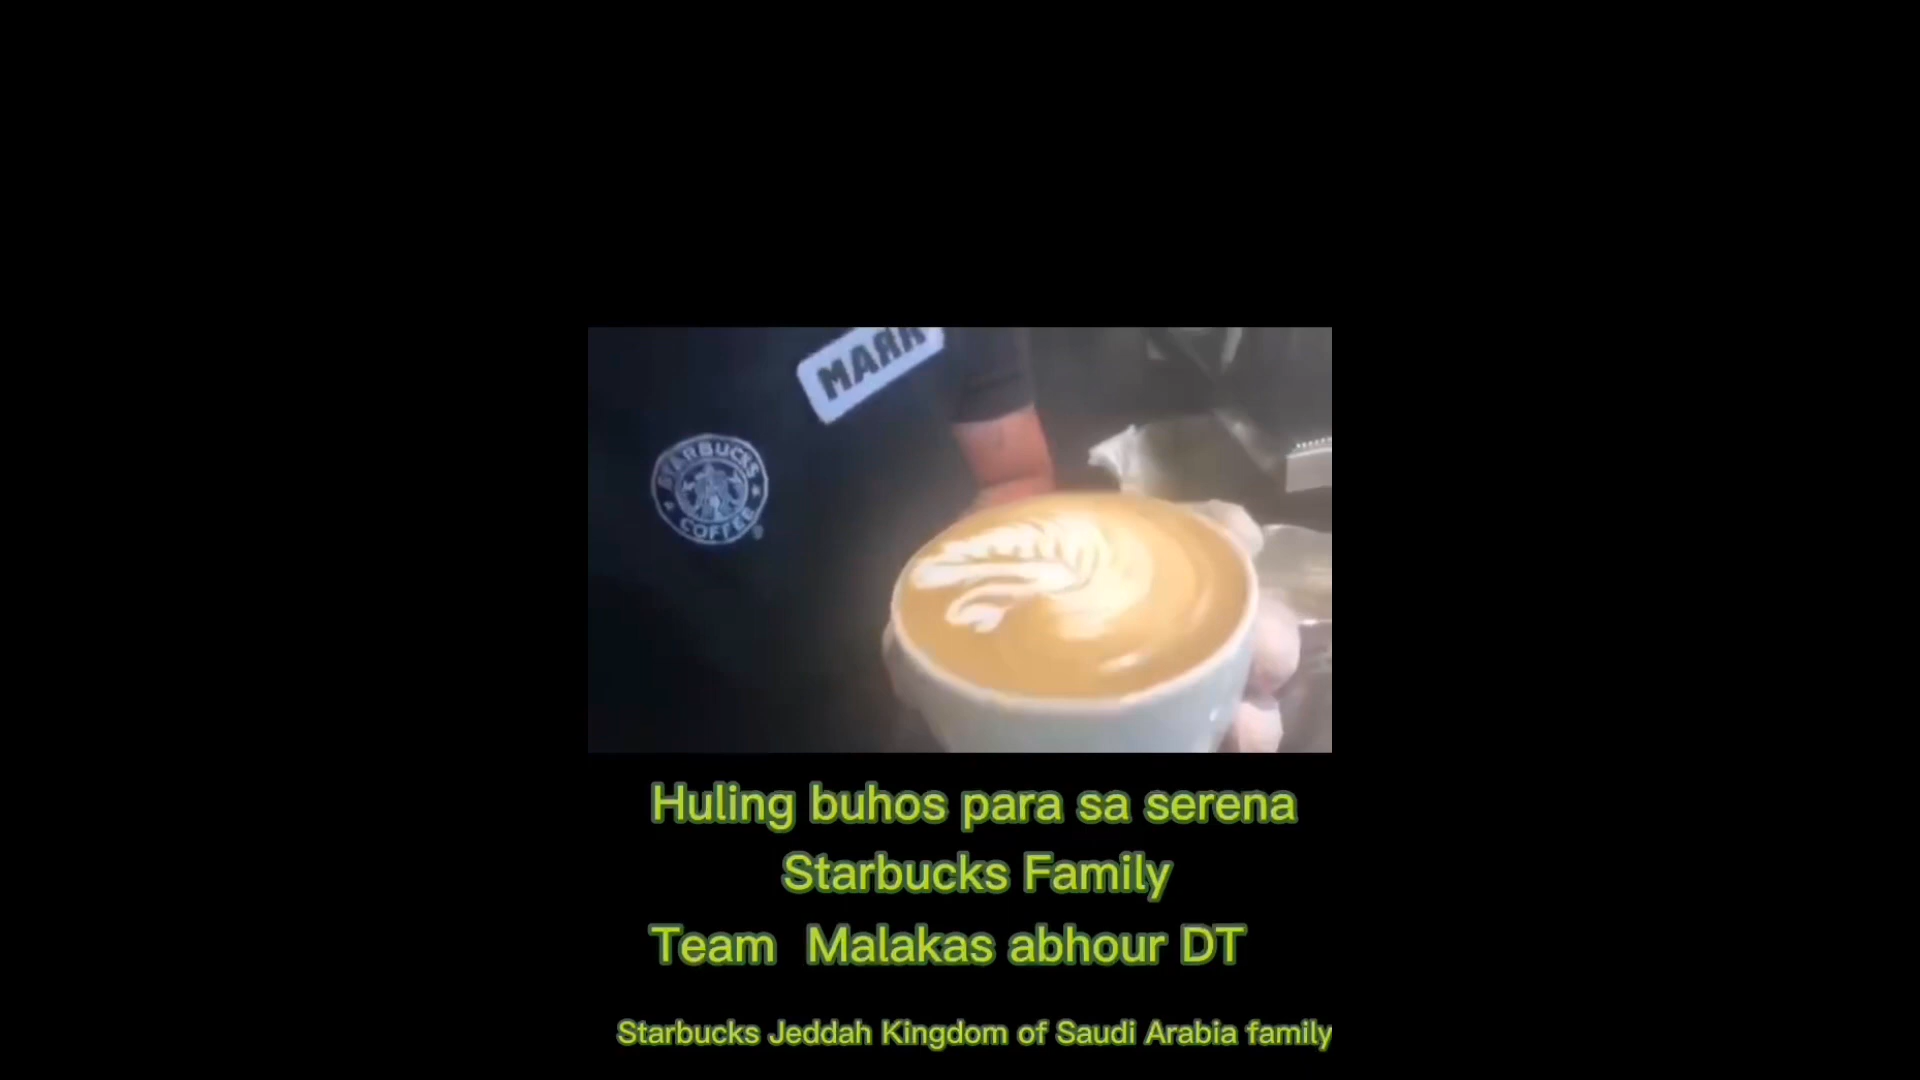 MARK
STARBUCKS
COFFEE
Huling buhos para sa serena
Starbucks Family
Team Malakas abhour DT
Starbucks Jeddah Kingdom of Saudi Arabia family